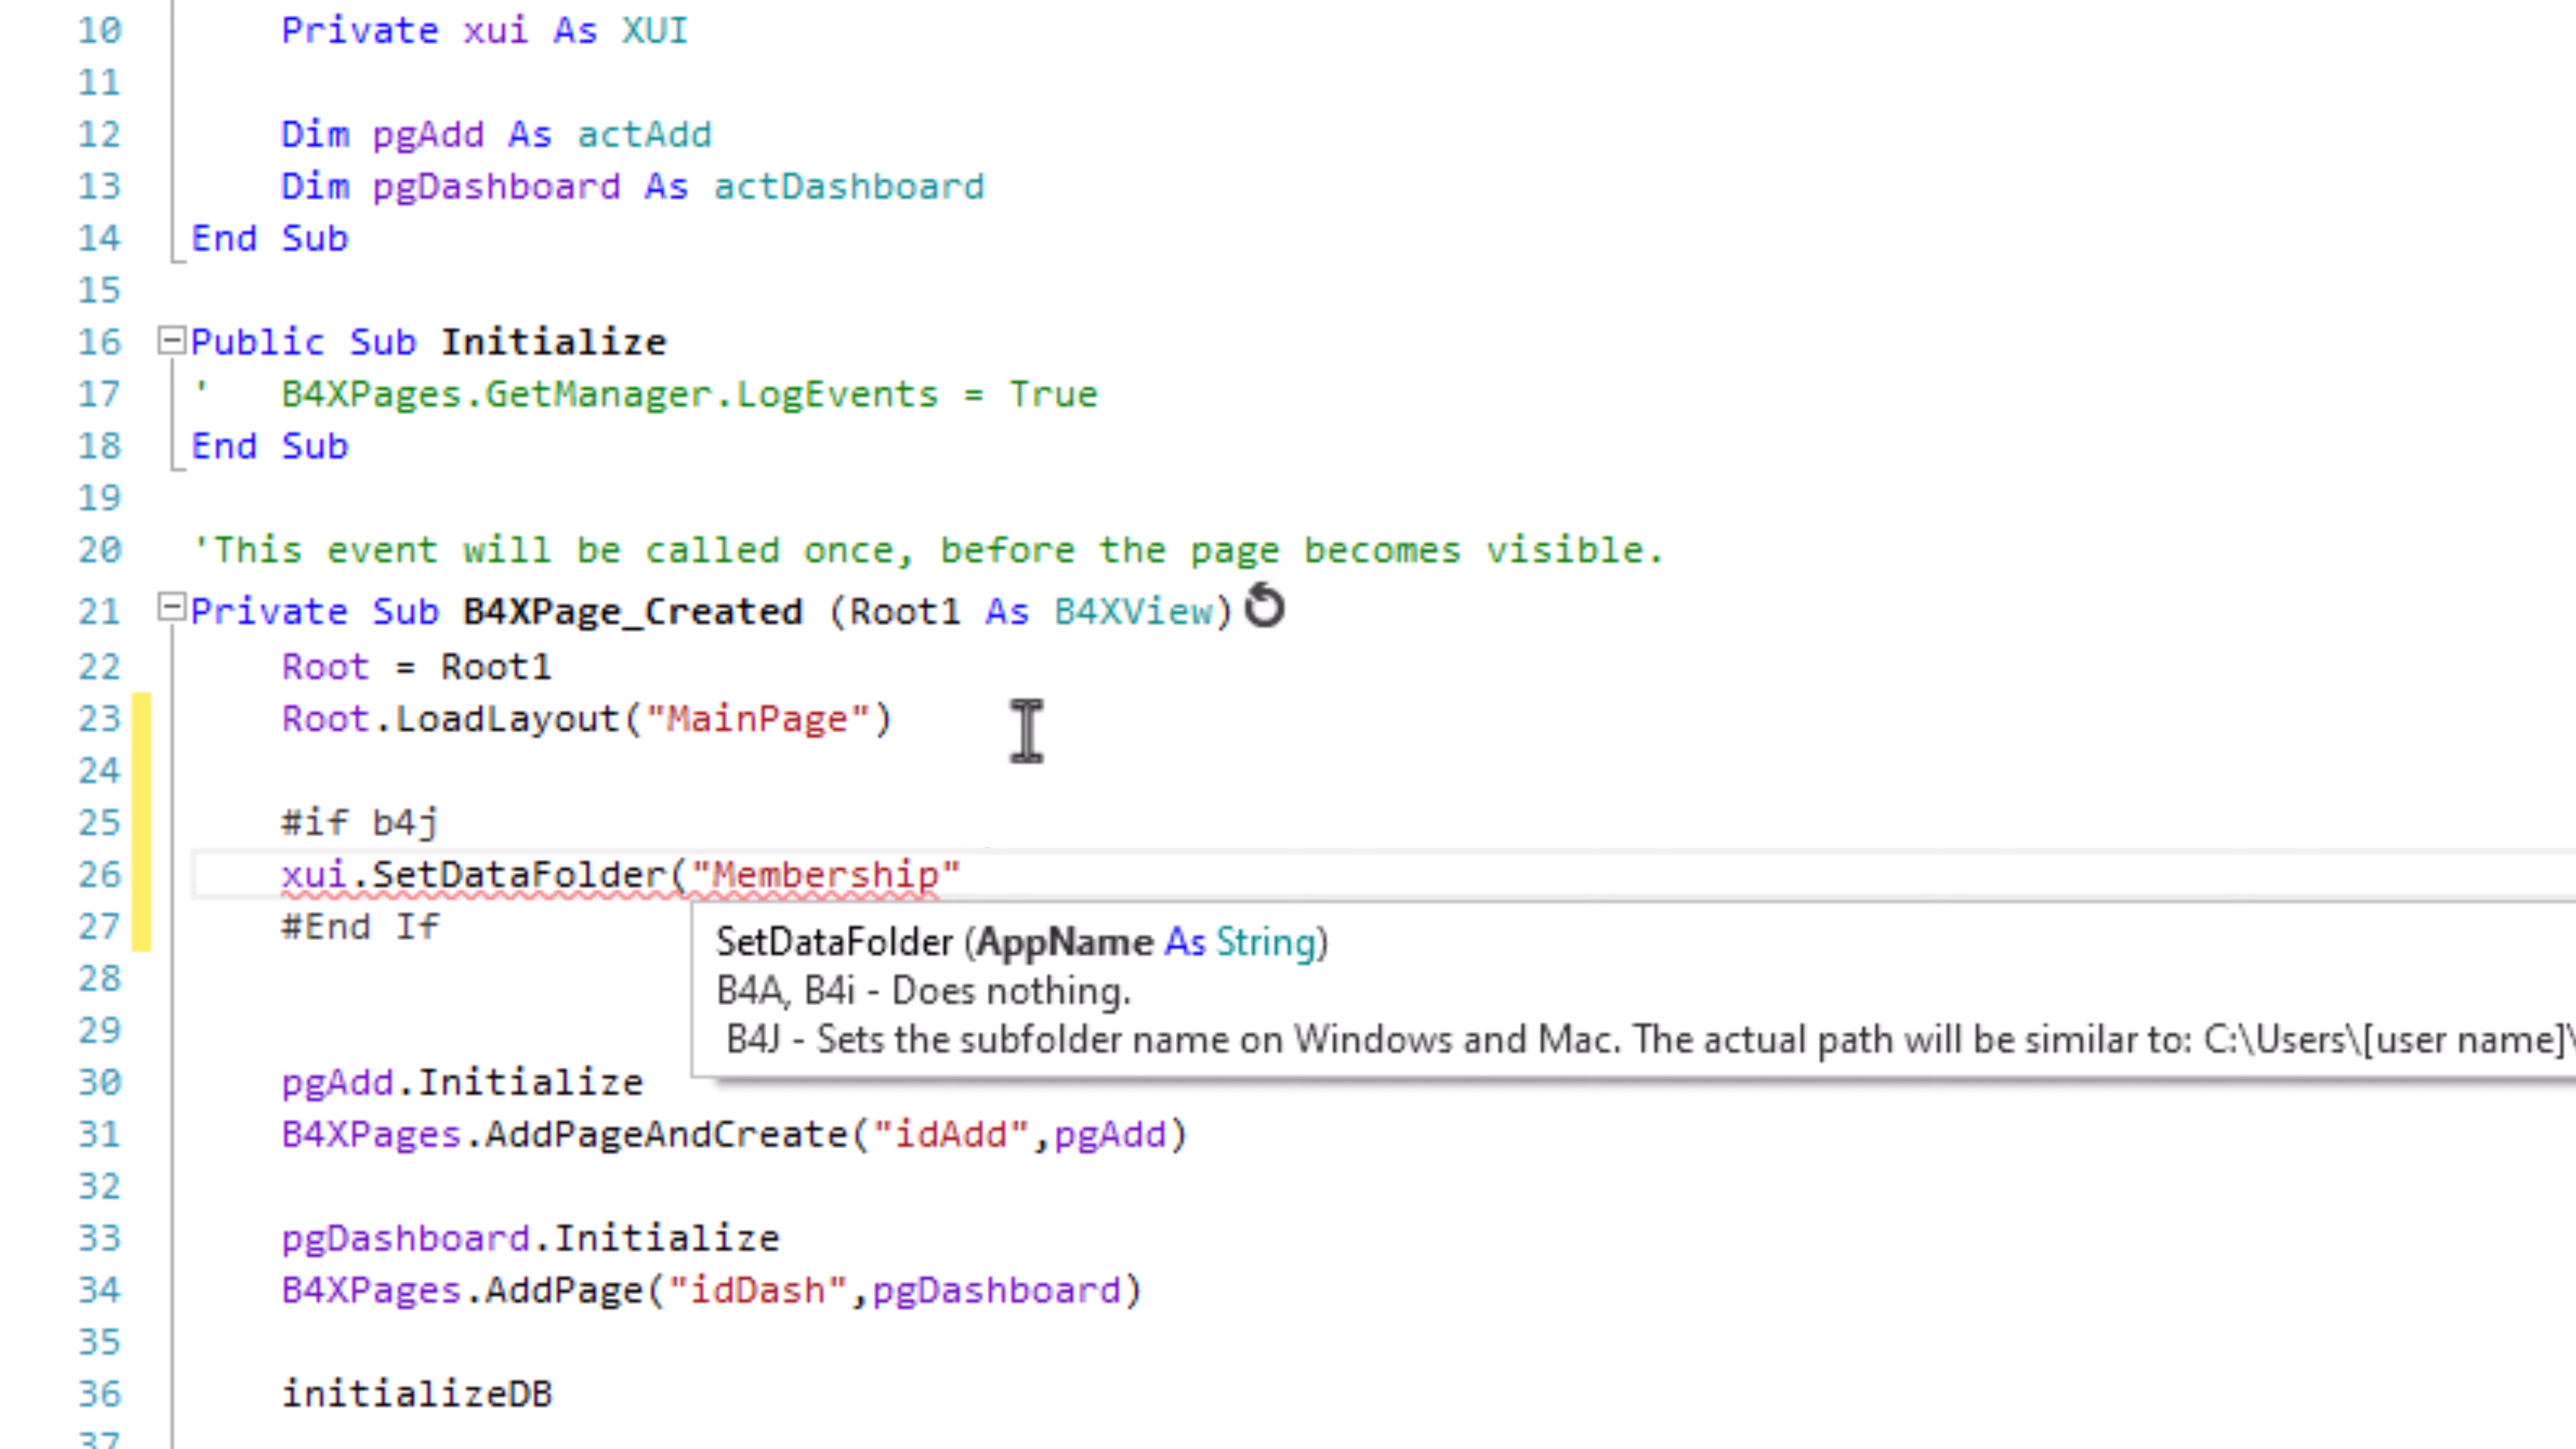 10 Private xui As XUI
11
12 Dim pgAdd As actAdd
13 Dim pgDashboard As actDashboard
14 End Sub
15
16 Public Sub Initialize
17 ' B4XPages.GetManager.LogEvents = True
18 End Sub
19
20 'This event will be called once, before the page becomes visible.
21 Private Sub B4XPage_Created (Root1 As B4XView)
22 Root = Root1
23 Root.LoadLayout("MainPage")
24
25 #if b4j
26 xui.SetDataFolder("Membership"
27 #End If
SetDataFolder (AppName As String)
28 B4A, B4i - Does nothing.
29 B4J - Sets the subfolder name on Windows and Mac. The actual path will be similar to: C:\Users\[user name]\
30 pgAdd.Initialize
31 B4XPages.AddPageAndCreate("idAdd",pgAdd)
32
33 pgDashboard.Initialize
34 B4XPages.AddPage("idDash",pgDashboard)
35
36 initializeDB
37